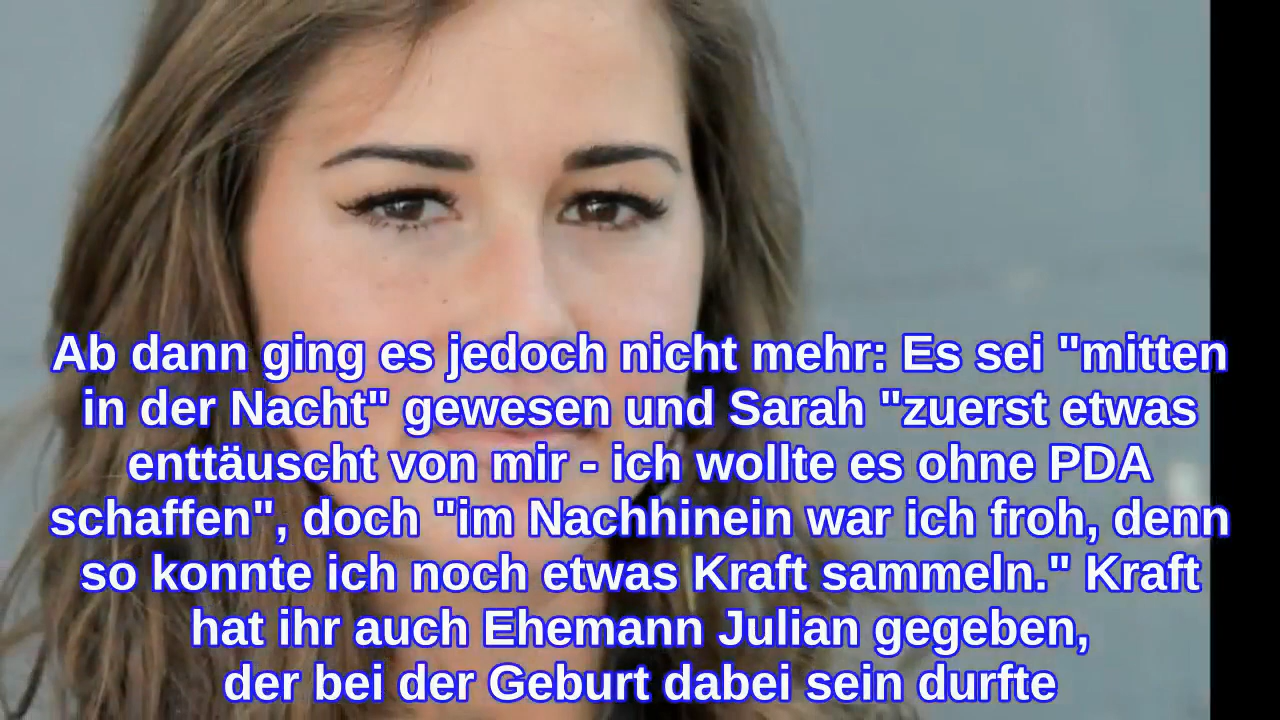 Ab dann ging es jedoch nicht mehr: Es sei "mitten
in der Nacht" gewesen und Sarah "zuerst etwas
enttäuscht von mir - ich wollte es ohne PDA
schaffen", doch "im Nachhinein war ich froh, denn
so konnte ich noch etwas Kraft sammeln." Kraft
hat ihr auch Ehemann Julian gegeben,
der bei der Geburt dabei sein durfte